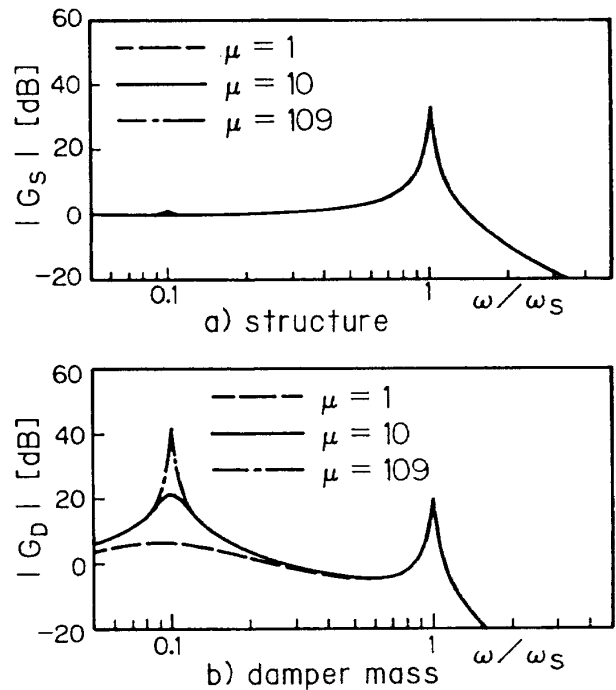 60
40
20
0
-20
| G_S | [dB]
μ = 1
μ = 10
μ = 109
0.1
1
ω/ω_S
a) structure
60
40
20
0
-20
| G_D | [dB]
μ = 1
μ = 10
μ = 109
0.1
1
ω/ω_S
b) damper mass